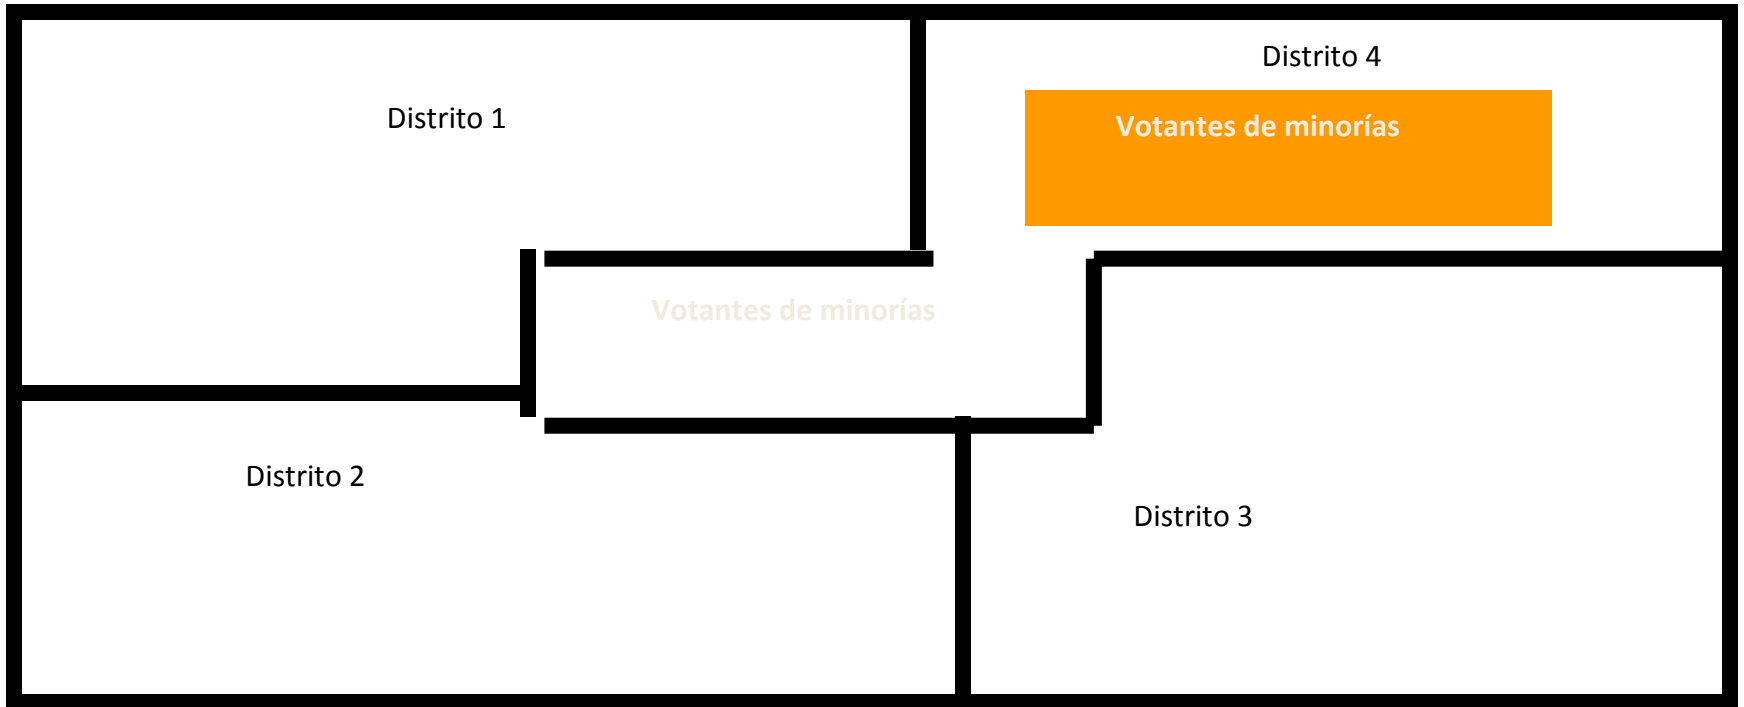 Distrito 4
Distrito 1
Votantes de minorías
Votantes de minorías
Distrito 2
Distrito 3